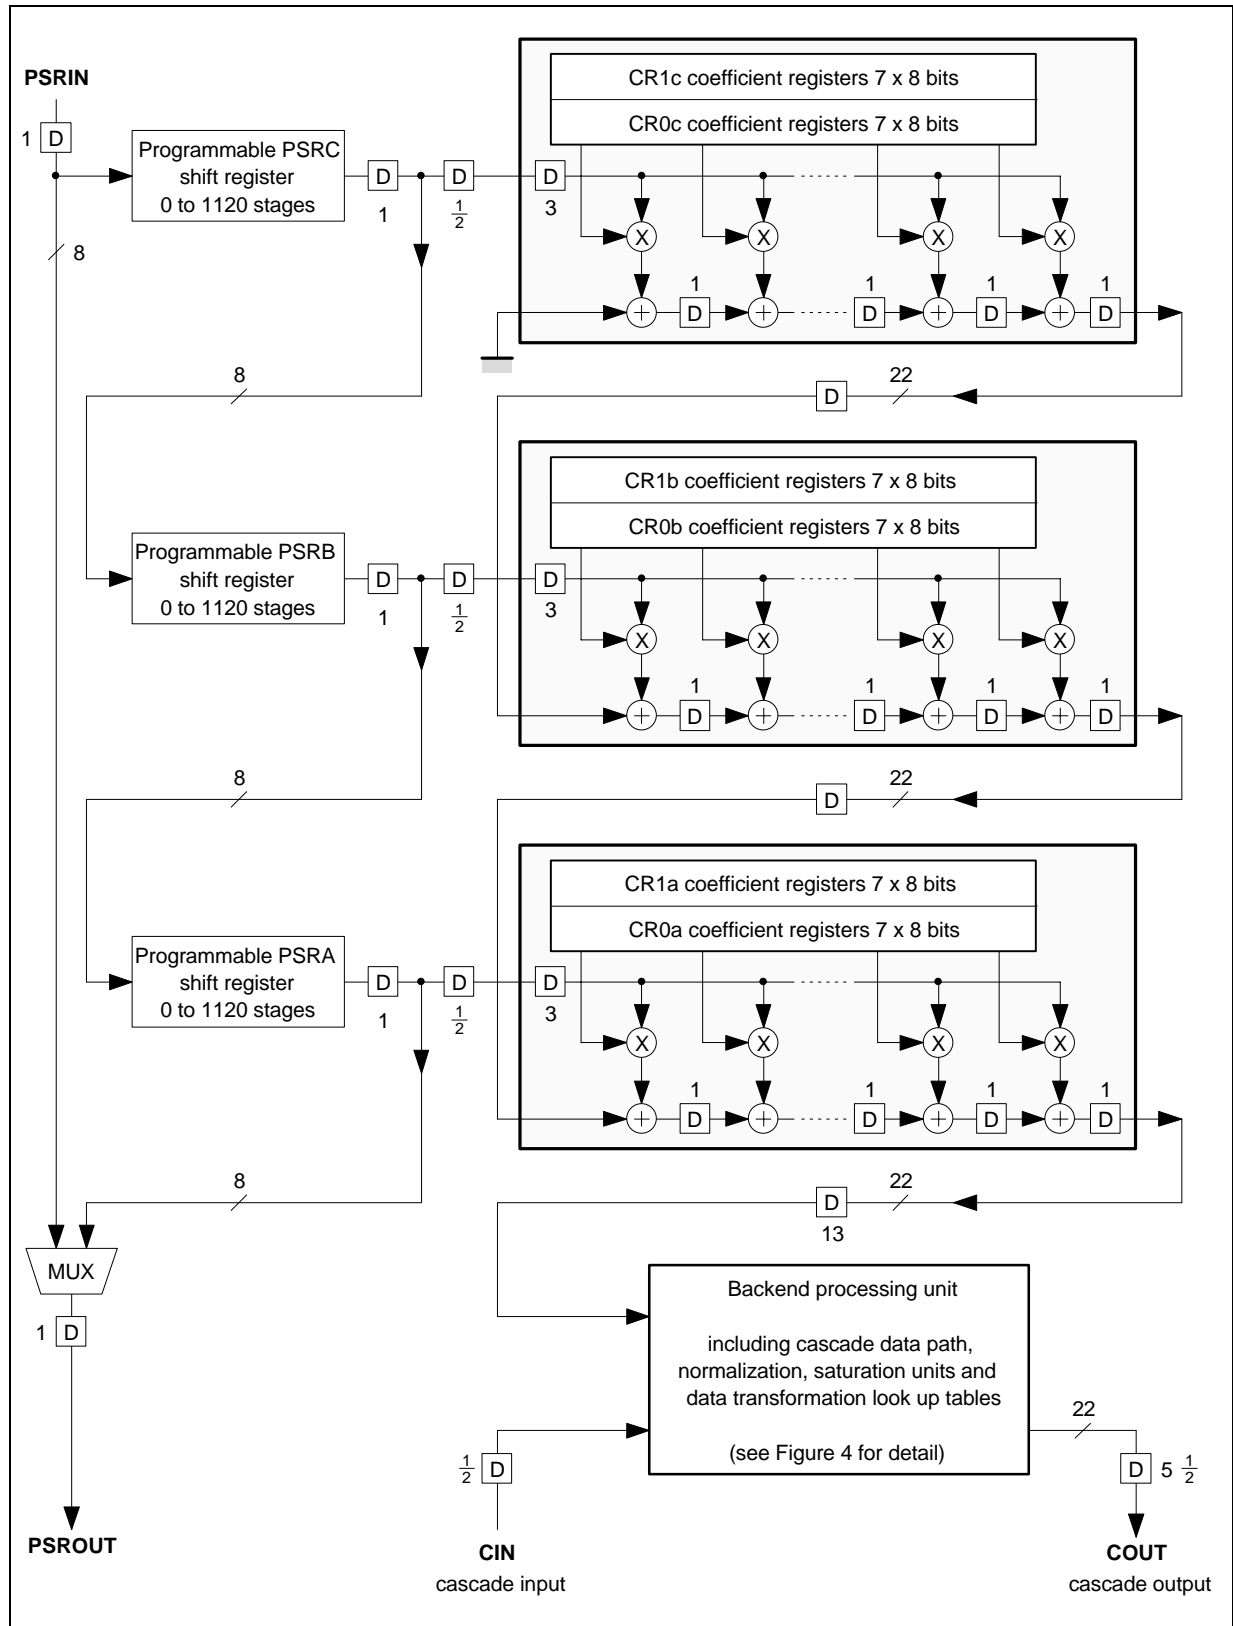 PSRIN
1 D
8
Programmable PSRC
shift register
0 to 1120 stages
D
1
D
1/2
D
3
CR1c coefficient registers 7 x 8 bits
CR0c coefficient registers 7 x 8 bits
X X X X
1 1 1 1
+ D + D + D + D
8
D 22
Programmable PSRB
shift register
0 to 1120 stages
D
1
D
1/2
D
3
CR1b coefficient registers 7 x 8 bits
CR0b coefficient registers 7 x 8 bits
X X X X
1 1 1 1
+ D + D + D + D
8
D 22
Programmable PSRA
shift register
0 to 1120 stages
D
1
D
1/2
D
3
CR1a coefficient registers 7 x 8 bits
CR0a coefficient registers 7 x 8 bits
X X X X
1 1 1 1
+ D + D + D + D
8
D 22
13
MUX
1 D
PSROUT
Backend processing unit
including cascade data path,
normalization, saturation units and
data transformation look up tables
(see Figure 4 for detail)
1/2 D
CIN
cascade input
22
D 5 1/2
COUT
cascade output